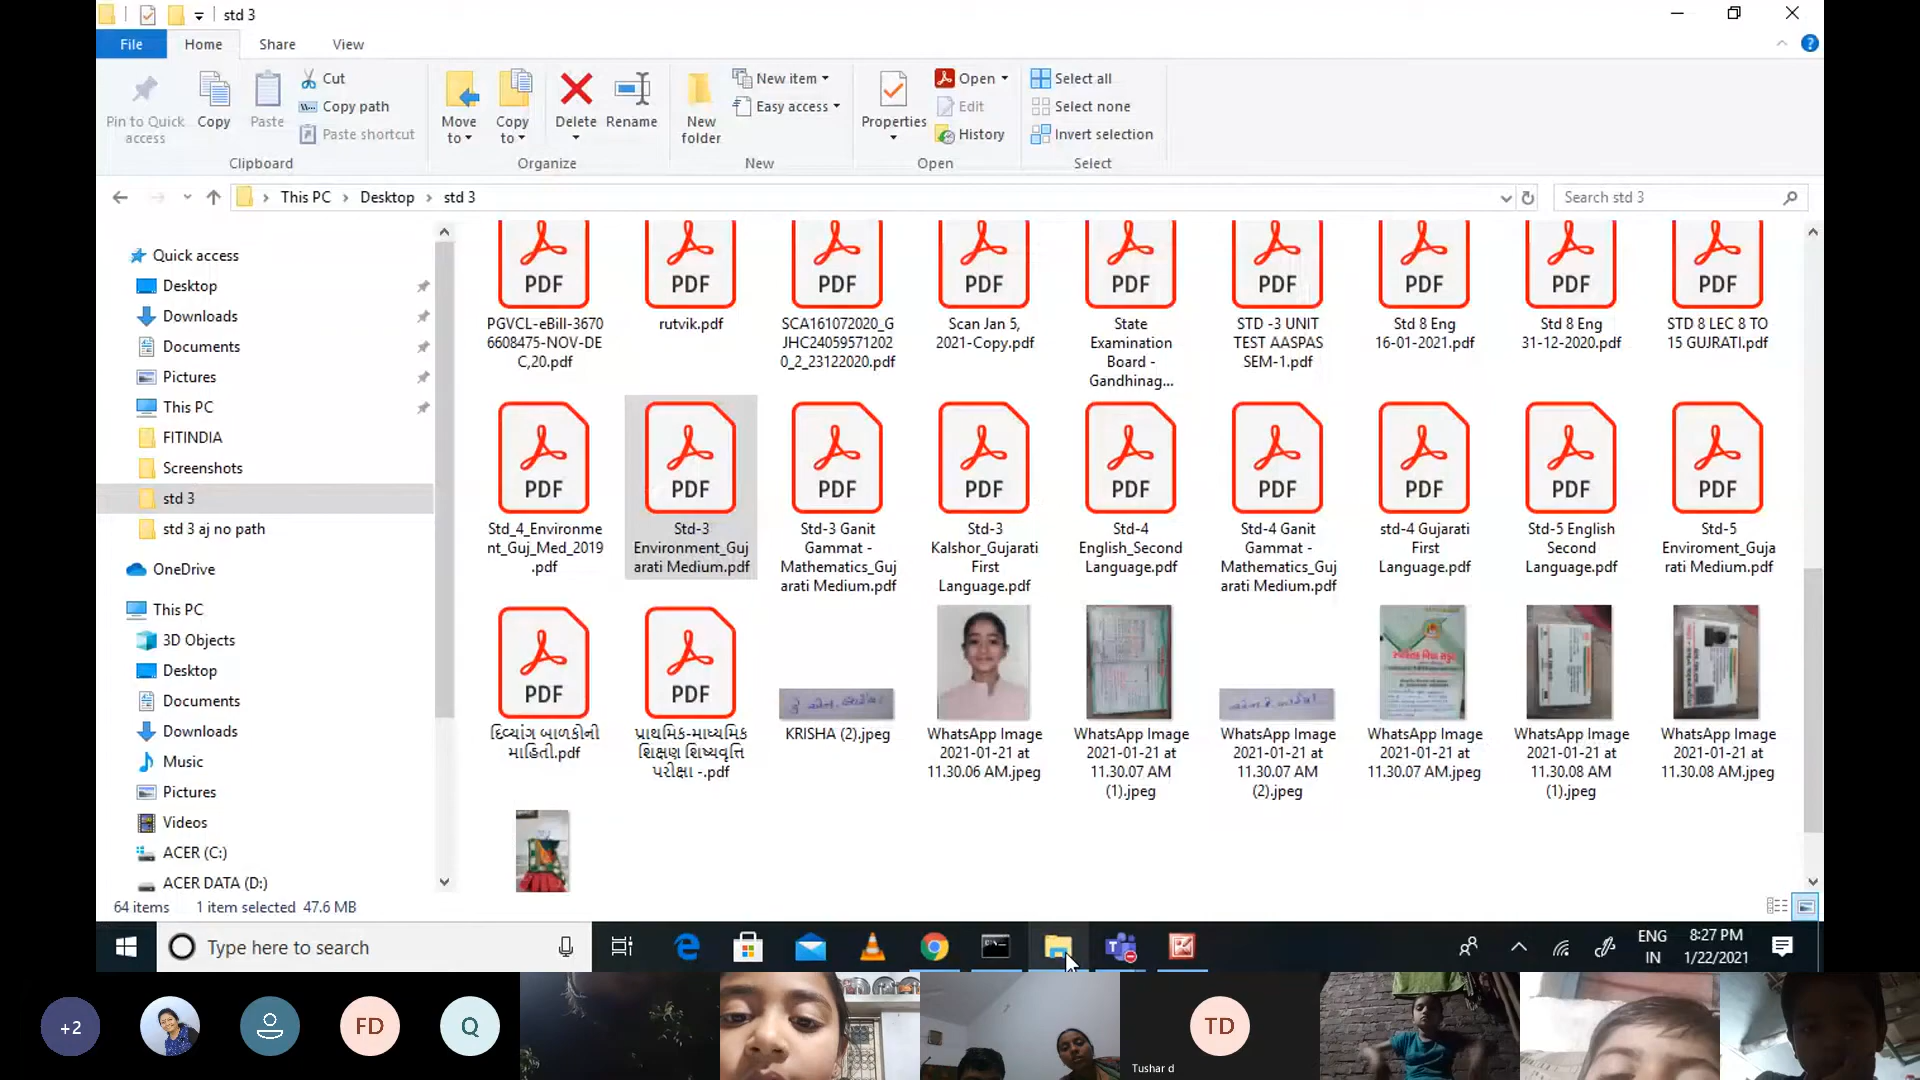 std 3
File Home Share View
Pin to Quick access
Copy
Paste
Cut
Copy path
Paste shortcut
Clipboard
Move to
Copy to
Delete
Rename
Organize
New folder
New item
Easy access
New
Properties
Open
Edit
History
Open
Select all
Select none
Invert selection
Select
This PC Desktop std 3
Search std 3
Quick access
Desktop
Downloads
Documents
Pictures
This PC
FITINDIA
Screenshots
std 3
std 3 aj no path
OneDrive
This PC
3D Objects
Desktop
Documents
Downloads
Music
Pictures
Videos
ACER (C:)
ACER DATA (D:)
PDF PDF PDF PDF PDF PDF PDF PDF PDF
PGVCL-eBill-3670
6608475-NOV-DE
C,20.pdf
rutvik.pdf
SCA161072020_G
JHC24059571202
0_2_23122020.pdf
Scan Jan 5,
2021-Copy.pdf
State
Examination
Board -
Gandhinag...
STD -3 UNIT
TEST AASPAS
SEM-1.pdf
Std 8 Eng
16-01-2021.pdf
Std 8 Eng
31-12-2020.pdf
STD 8 LEC 8 TO
15 GUJRATI.pdf
PDF PDF PDF PDF PDF PDF PDF PDF PDF
Std_4_Environme
nt_Guj_Med_2019
.pdf
Std-3
Environment_Guj
arati Medium.pdf
Std-3 Ganit
Gammat -
Mathematics_Guj
arati Medium.pdf
Std-3
Kalshor_Gujarati
First
Language.pdf
Std-4
English_Second
Language.pdf
Std-4 Ganit
Gammat -
Mathematics_Guj
arati Medium.pdf
std-4 Gujarati
First
Language.pdf
Std-5 English
Second
Language.pdf
Std-5
Enviroment_Guja
rati Medium.pdf
PDF PDF
દિવ્યાંગ બાળકોની
માહિતી.pdf
પ્રાથમિક-માધ્યમિક
શિક્ષણ શિષ્યવૃત્તિ
પરીક્ષા -.pdf
KRISHA (2).jpeg
WhatsApp Image
2021-01-21 at
11.30.06 AM.jpeg
WhatsApp Image
2021-01-21 at
11.30.07 AM
(1).jpeg
WhatsApp Image
2021-01-21 at
11.30.07 AM
(2).jpeg
WhatsApp Image
2021-01-21 at
11.30.07 AM.jpeg
WhatsApp Image
2021-01-21 at
11.30.08 AM
(1).jpeg
WhatsApp Image
2021-01-21 at
11.30.08 AM.jpeg
64 items 1 item selected 47.6 MB
Type here to search
ENG
IN
8:27 PM
1/22/2021
+2
FD
Q
TD
Tushar d